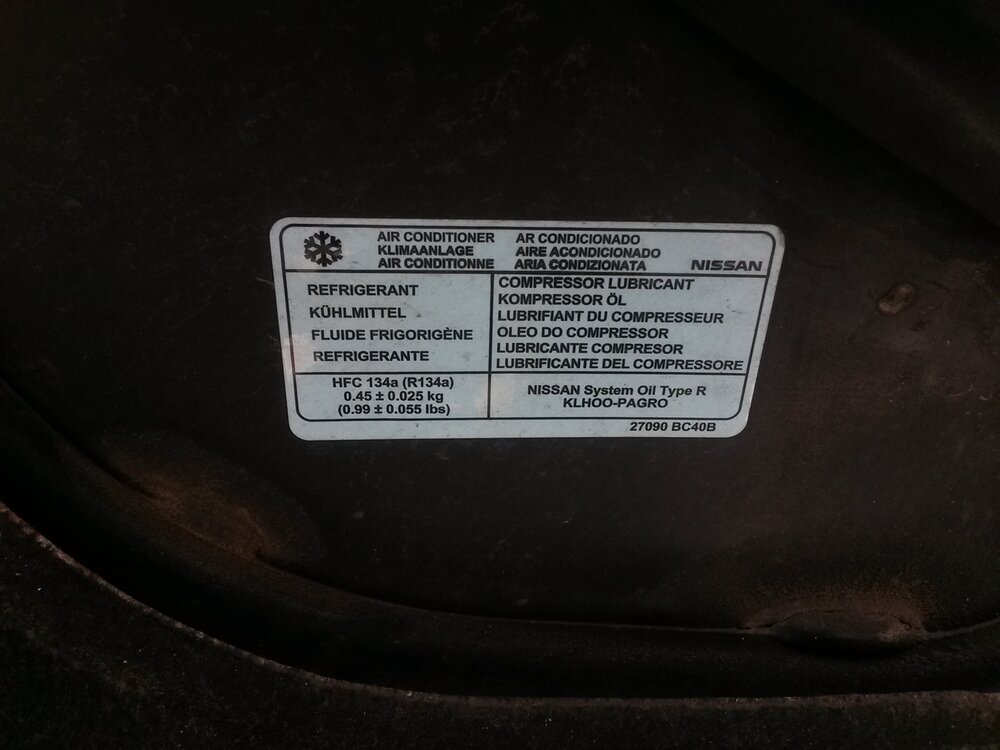 AIR CONDITIONER AR CONDICIONADO
KLIMAANLAGE AIRE ACONDICIONADO
AIR CONDITIONNE ARIA CONDIZIONATA NISSAN
REFRIGERANT
KÜHLMITTEL
FLUIDE FRIGORIGÈNE
REFRIGERANTE
COMPRESSOR LUBRICANT
KOMPRESSOR ÖL
LUBRIFIANT DU COMPRESSEUR
OLEO DO COMPRESSOR
LUBRICANTE COMPRESOR
LUBRIFICANTE DEL COMPRESSORE
HFC 134a (R134a)
0.45 ± 0.025 kg
(0.99 ± 0.055 lbs)
NISSAN System Oil Type R
KLHOO-PAGRO
27090 BC40B